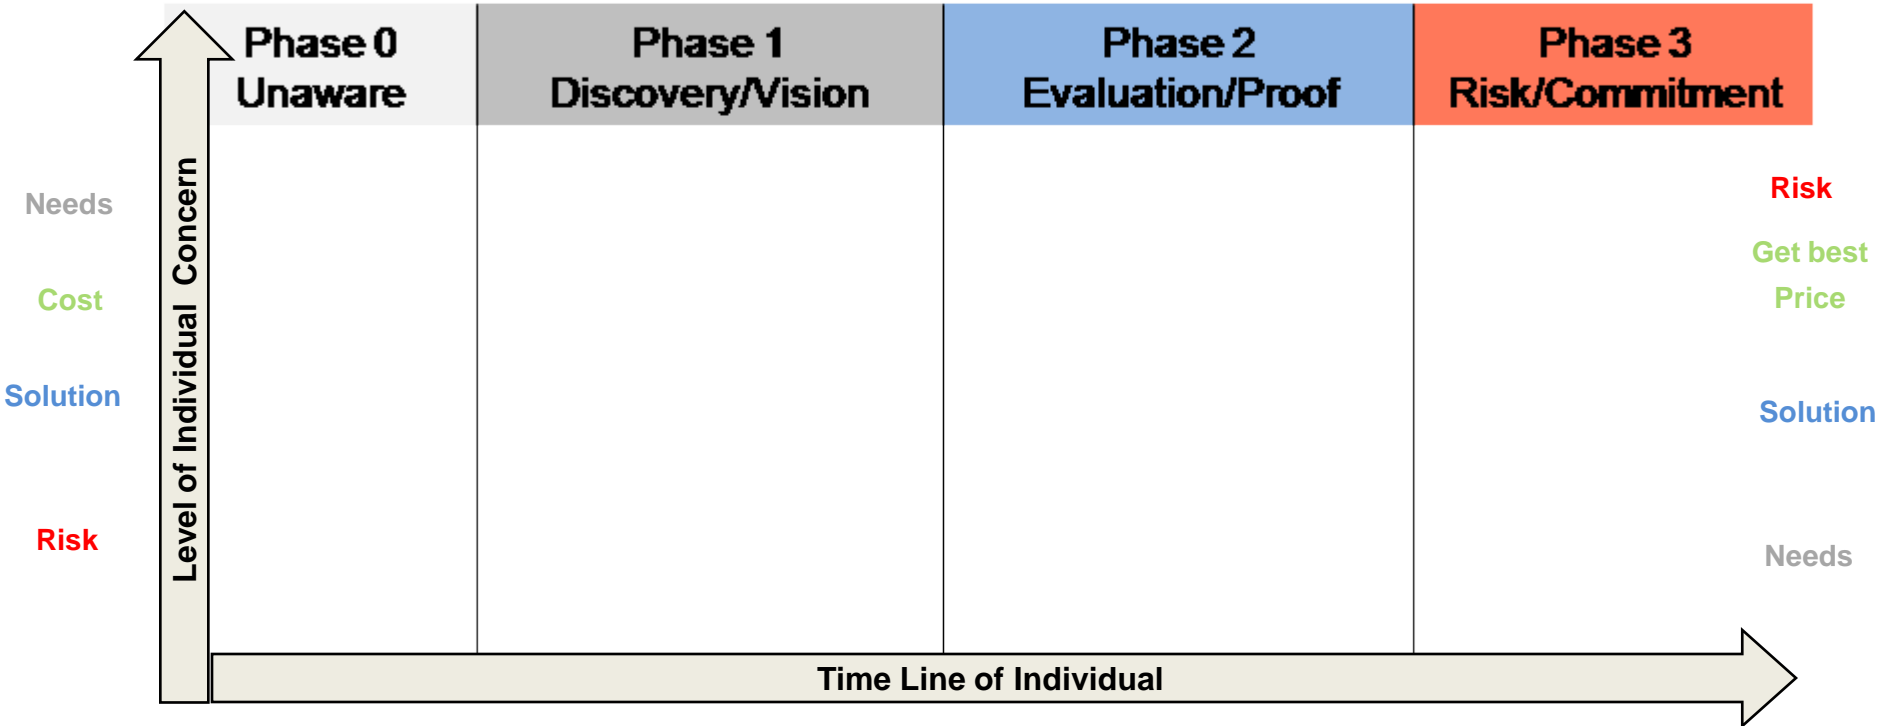 Phase 0
Unaware
Phase 1
Discovery/Vision
Phase 2
Evaluation/Proof
Phase 3
Risk/Commitment
Level of Individual Concern
Needs
Cost
Solution
Risk
Risk
Get best
Price
Solution
Needs
Time Line of Individual